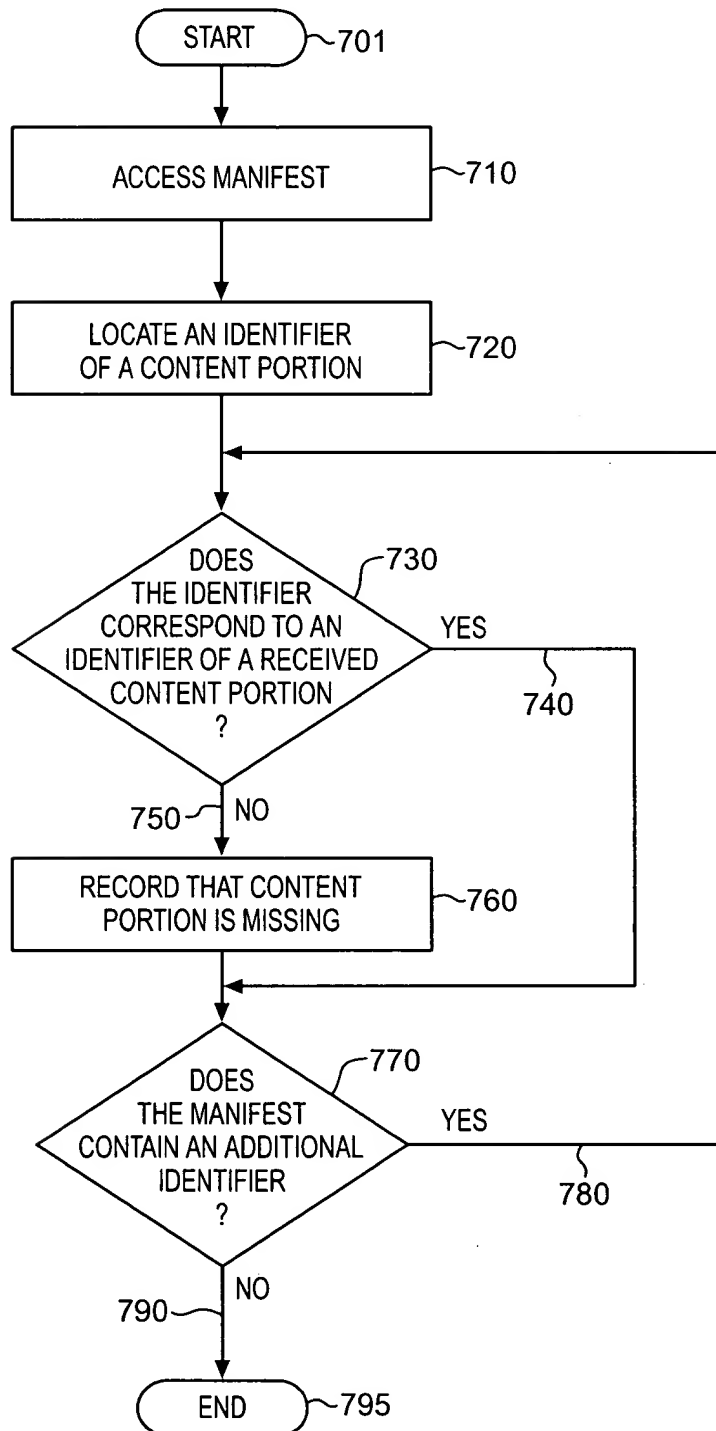 START
701
ACCESS MANIFEST
710
LOCATE AN IDENTIFIER
OF A CONTENT PORTION
720
DOES
THE IDENTIFIER
CORRESPOND TO AN
IDENTIFIER OF A RECEIVED
CONTENT PORTION
?
730
YES
740
750
NO
RECORD THAT CONTENT
PORTION IS MISSING
760
DOES
THE MANIFEST
CONTAIN AN ADDITIONAL
IDENTIFIER
?
770
YES
780
NO
790
END
795